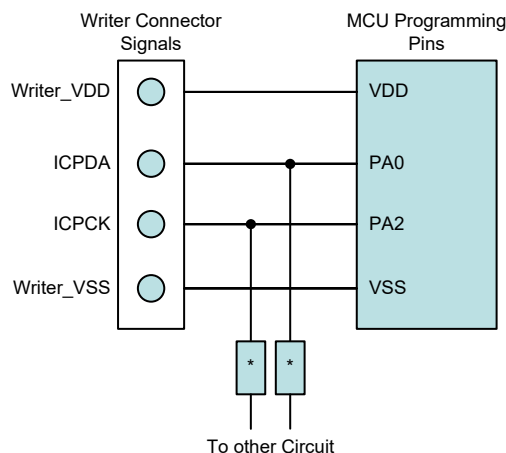 Writer Connector
Signals
MCU Programming
Pins
Writer_VDD
VDD
ICPDA
PA0
ICPCK
PA2
Writer_VSS
VSS
* *
To other Circuit